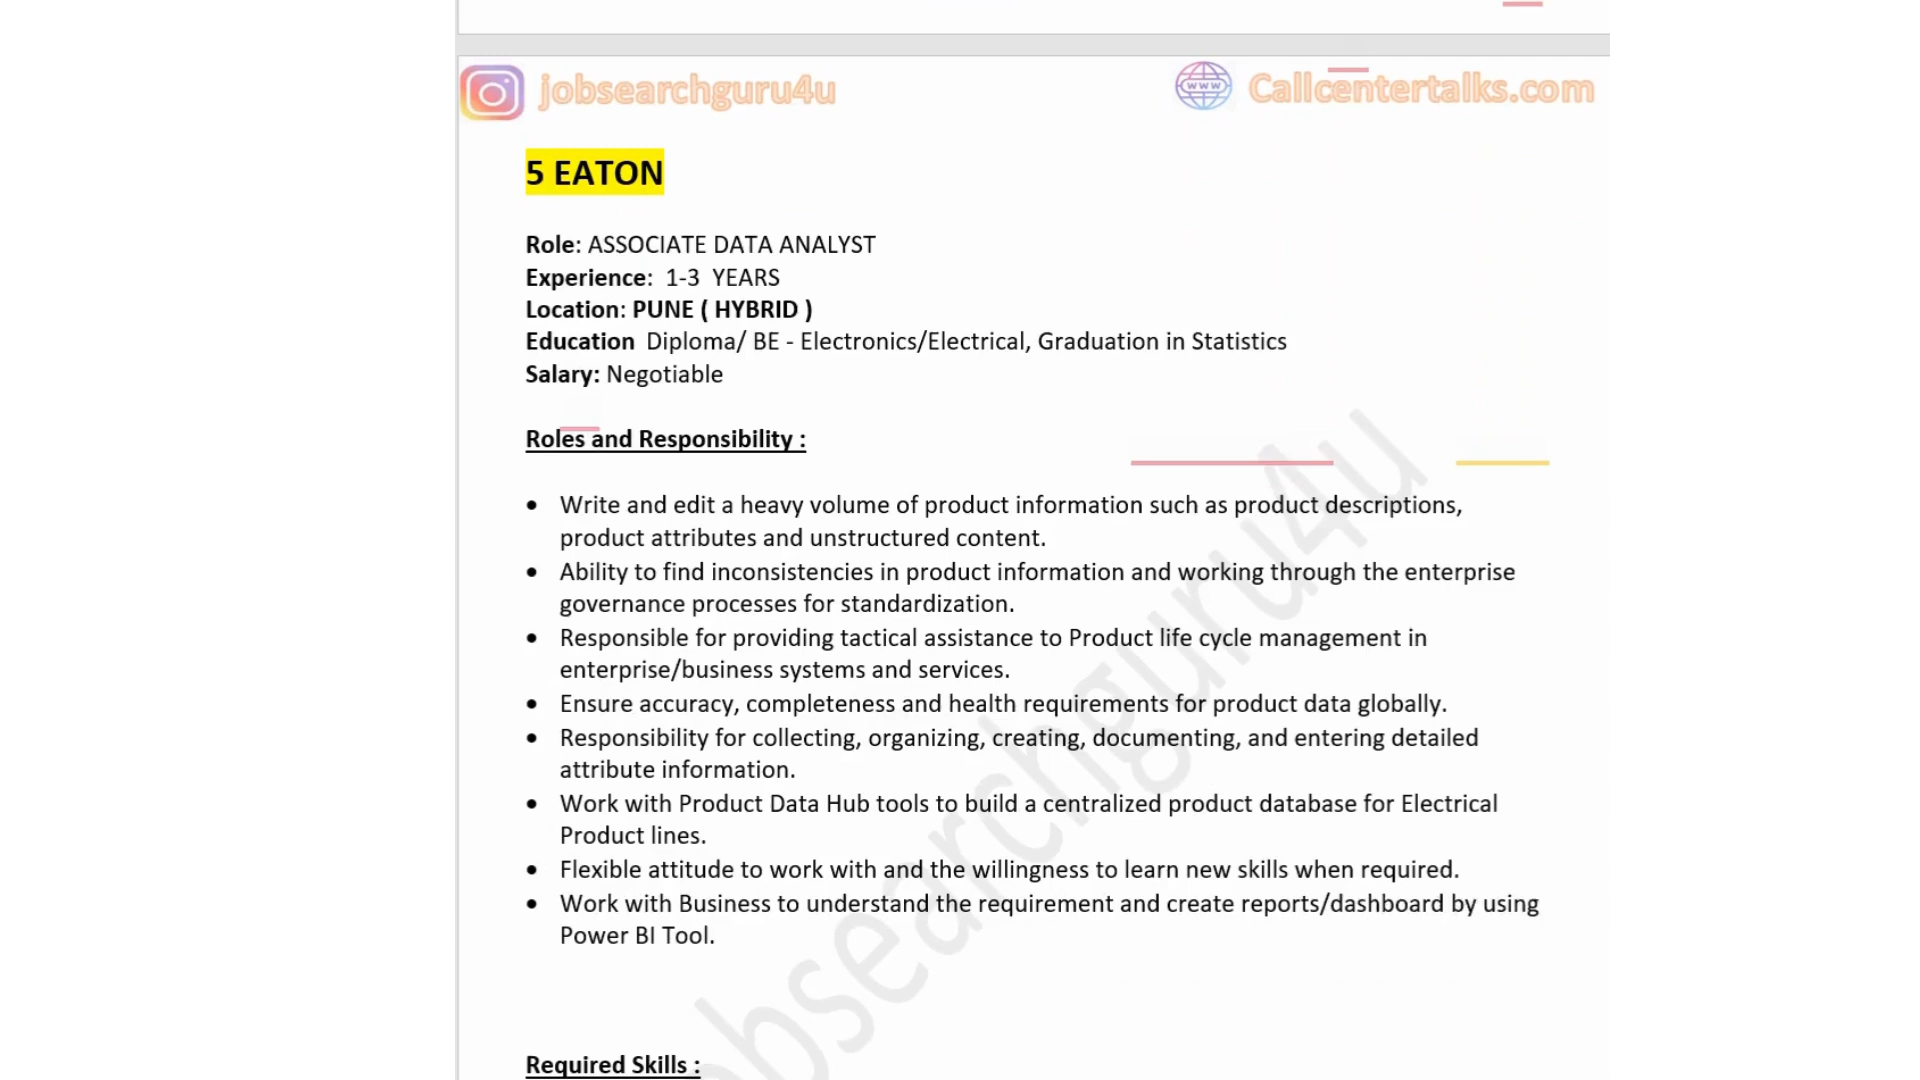 jobsearchguru4u
www
Callcentertalks.com
5 EATON
Role: ASSOCIATE DATA ANALYST
Experience:  1-3  YEARS
Location: PUNE ( HYBRID )
Education  Diploma/ BE - Electronics/Electrical, Graduation in Statistics
Salary: Negotiable
Roles and Responsibility :
• Write and edit a heavy volume of product information such as product descriptions,
product attributes and unstructured content.
• Ability to find inconsistencies in product information and working through the enterprise
governance processes for standardization.
• Responsible for providing tactical assistance to Product life cycle management in
enterprise/business systems and services.
• Ensure accuracy, completeness and health requirements for product data globally.
• Responsibility for collecting, organizing, creating, documenting, and entering detailed
attribute information.
• Work with Product Data Hub tools to build a centralized product database for Electrical
Product lines.
• Flexible attitude to work with and the willingness to learn new skills when required.
• Work with Business to understand the requirement and create reports/dashboard by using
Power BI Tool.
Required Skills :
jobsearchguru4u